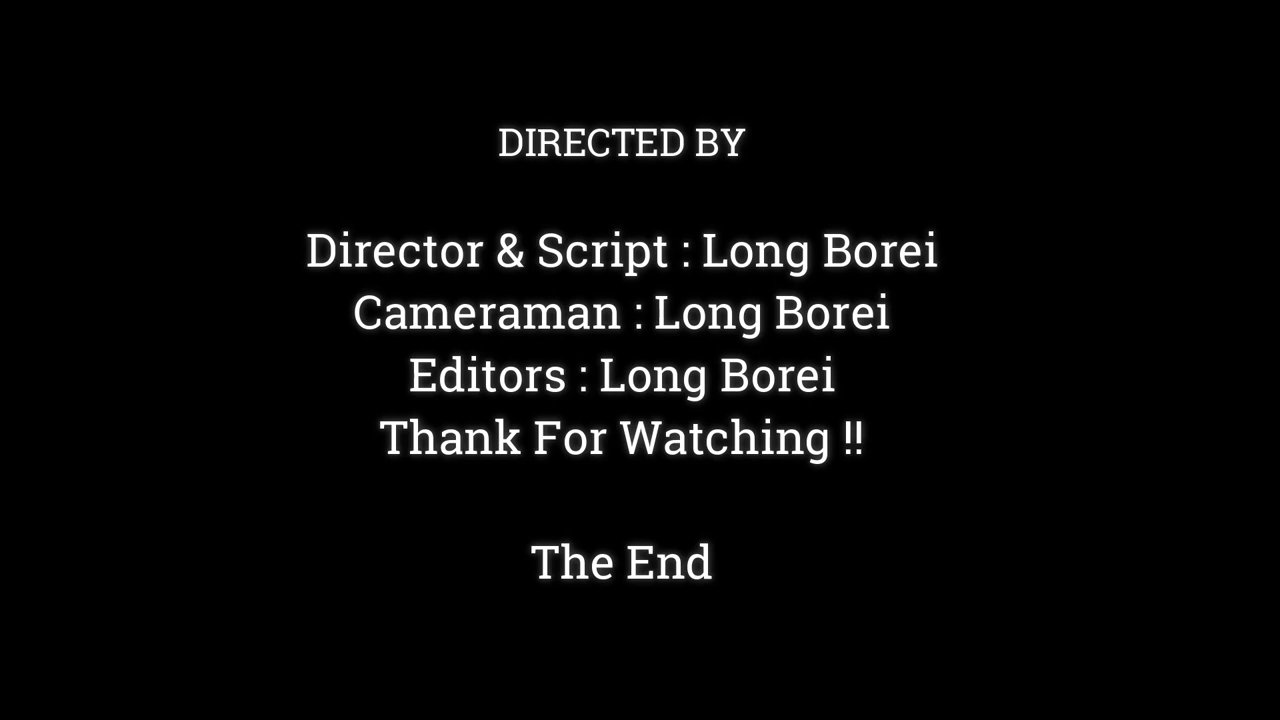 DIRECTED BY
Director & Script : Long Borei
Cameraman : Long Borei
Editors : Long Borei
Thank For Watching !!
The End